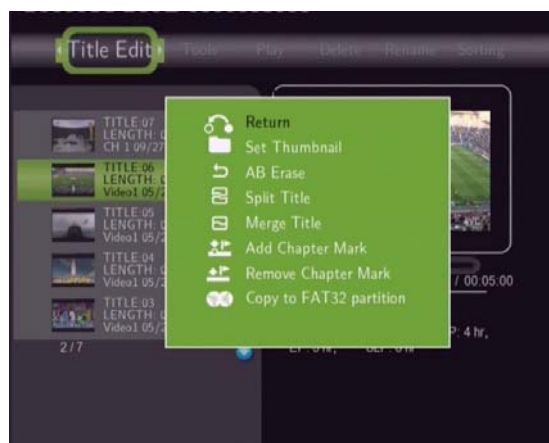 Title Edit Tools Play Delete Rename Sorting
TITLE:07
LENGTH:
CH 1 09/27
TITLE:06
LENGTH:
Video1 05/2
TITLE:05
LENGTH:
Video1 05/2
TITLE:04
LENGTH:
Video1 05/2
TITLE:03
LENGTH:
Video1 05/2
2/7
Return
Set Thumbnail
AB Erase
Split Title
Merge Title
Add Chapter Mark
Remove Chapter Mark
Copy to FAT32 partition
/ 00:05:00
P: 4 hr,